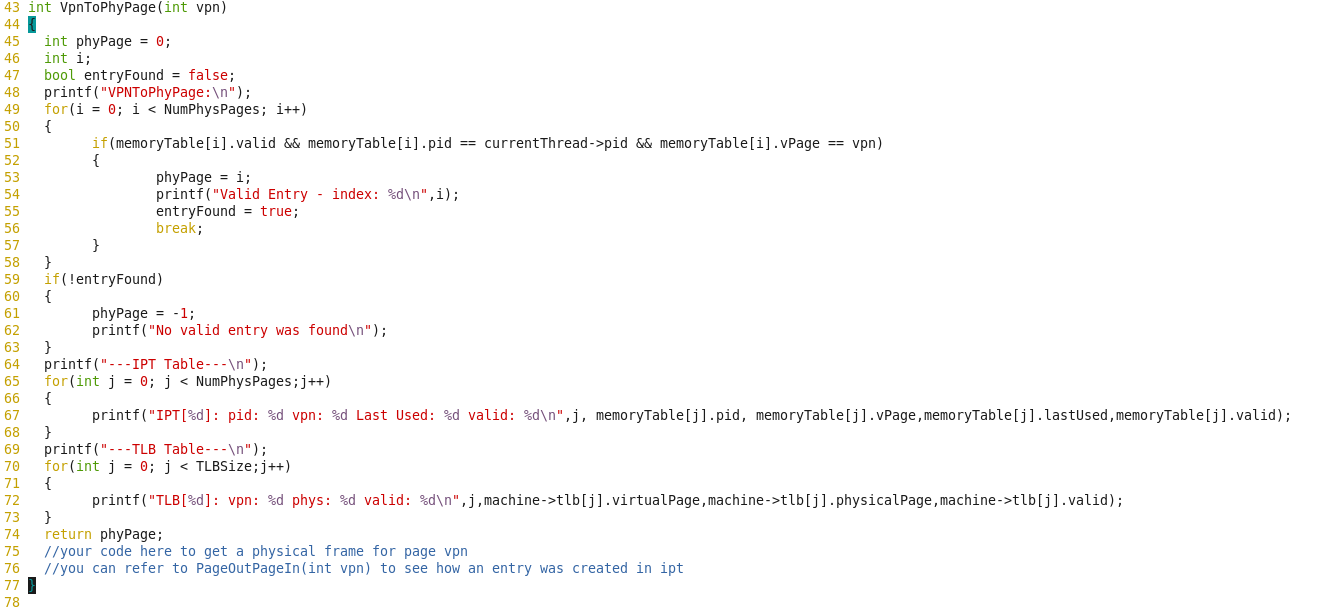 43 int VpnToPhyPage(int vpn)
44 {
45   int phyPage = 0;
46   int i;
47   bool entryFound = false;
48   printf("VPNToPhyPage:\n");
49   for(i = 0; i < NumPhysPages; i++)
50   {
51         if(memoryTable[i].valid && memoryTable[i].pid == currentThread->pid && memoryTable[i].vPage == vpn)
52         {
53                 phyPage = i;
54                 printf("Valid Entry - index: %d\n",i);
55                 entryFound = true;
56                 break;
57         }
58   }
59   if(!entryFound)
60   {
61         phyPage = -1;
62         printf("No valid entry was found\n");
63   }
64   printf("---IPT Table---\n");
65   for(int j = 0; j < NumPhysPages;j++)
66   {
67         printf("IPT[%d]: pid: %d vpn: %d Last Used: %d valid: %d\n",j, memoryTable[j].pid, memoryTable[j].vPage,memoryTable[j].lastUsed,memoryTable[j].valid);
68   }
69   printf("---TLB Table---\n");
70   for(int j = 0; j < TLBSize;j++)
71   {
72         printf("TLB[%d]: vpn: %d phys: %d valid: %d\n",j,machine->tlb[j].virtualPage,machine->tlb[j].physicalPage,machine->tlb[j].valid);
73   }
74   return phyPage;
75   //your code here to get a physical frame for page vpn
76   //you can refer to PageOutPageIn(int vpn) to see how an entry was created in ipt
77 }
78